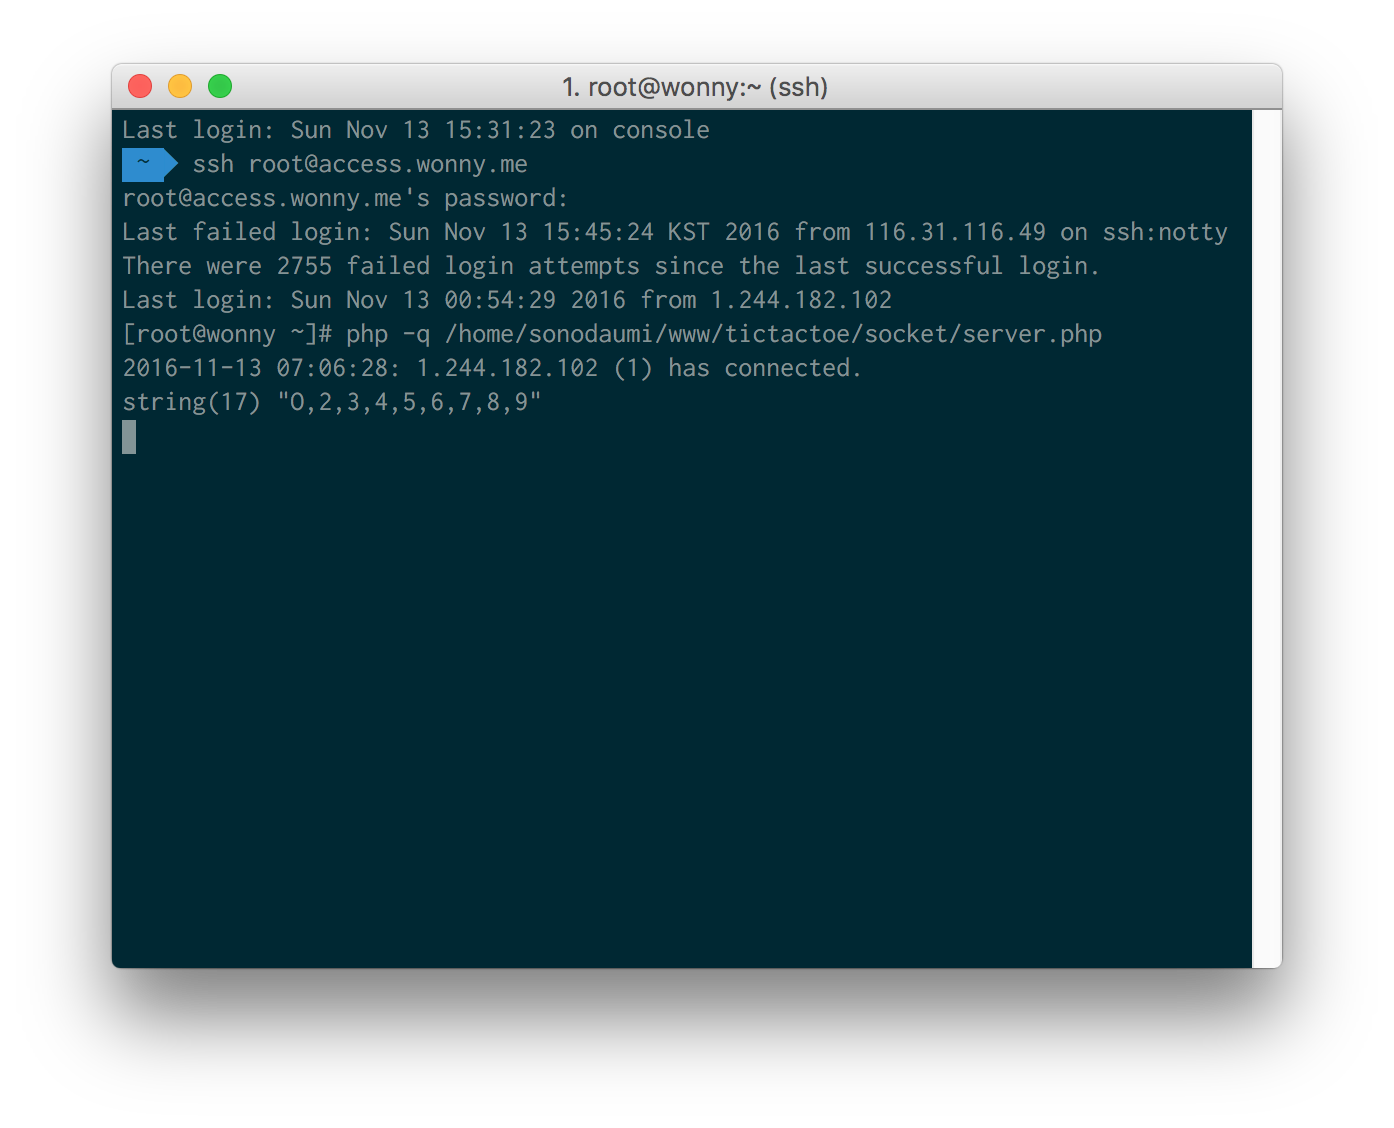 1. root@wonny:~ (ssh)
Last login: Sun Nov 13 15:31:23 on console
~ ssh root@access.wonny.me
root@access.wonny.me's password:
Last failed login: Sun Nov 13 15:45:24 KST 2016 from 116.31.116.49 on ssh:notty
There were 2755 failed login attempts since the last successful login.
Last login: Sun Nov 13 00:54:29 2016 from 1.244.182.102
[root@wonny ~]# php -q /home/sonodaumi/www/tictactoe/socket/server.php
2016-11-13 07:06:28: 1.244.182.102 (1) has connected.
string(17) "O,2,3,4,5,6,7,8,9"